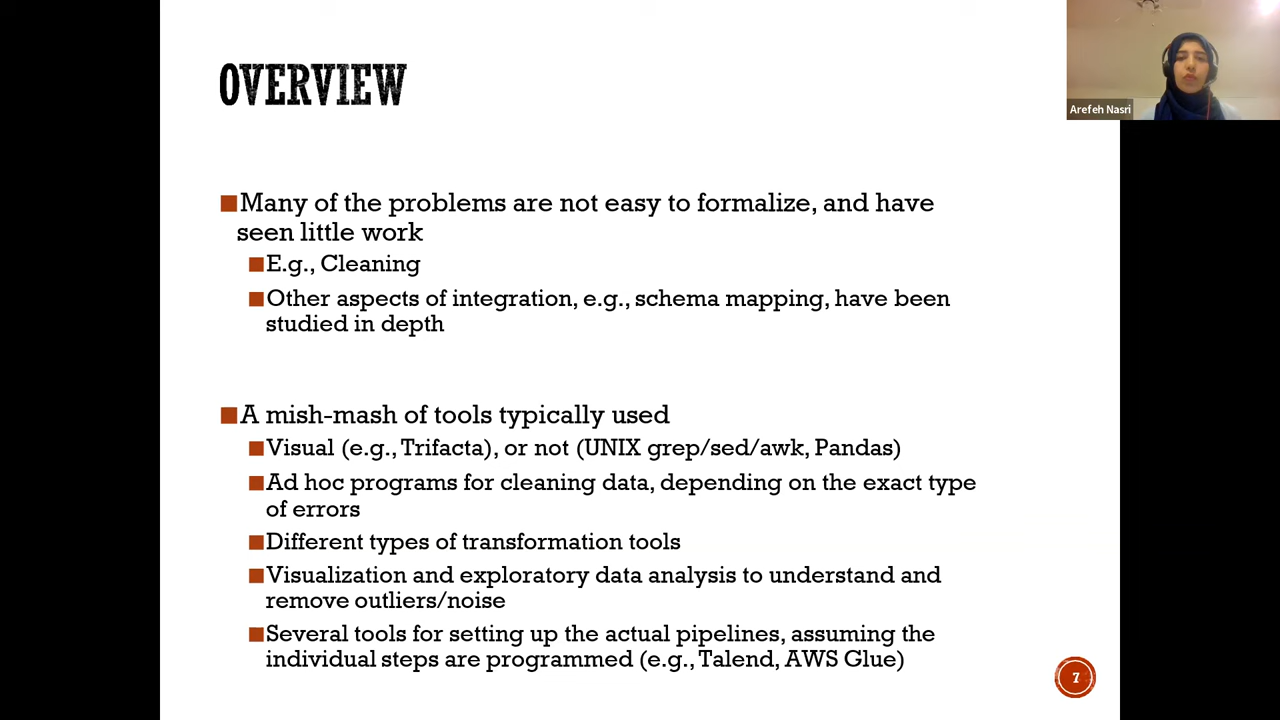 OVERVIEW
Arefeh Nasri
Many of the problems are not easy to formalize, and have
seen little work
E.g., Cleaning
Other aspects of integration, e.g., schema mapping, have been
studied in depth
A mish-mash of tools typically used
Visual (e.g., Trifacta), or not (UNIX grep/sed/awk, Pandas)
Ad hoc programs for cleaning data, depending on the exact type
of errors
Different types of transformation tools
Visualization and exploratory data analysis to understand and
remove outliers/noise
Several tools for setting up the actual pipelines, assuming the
individual steps are programmed (e.g., Talend, AWS Glue)
7